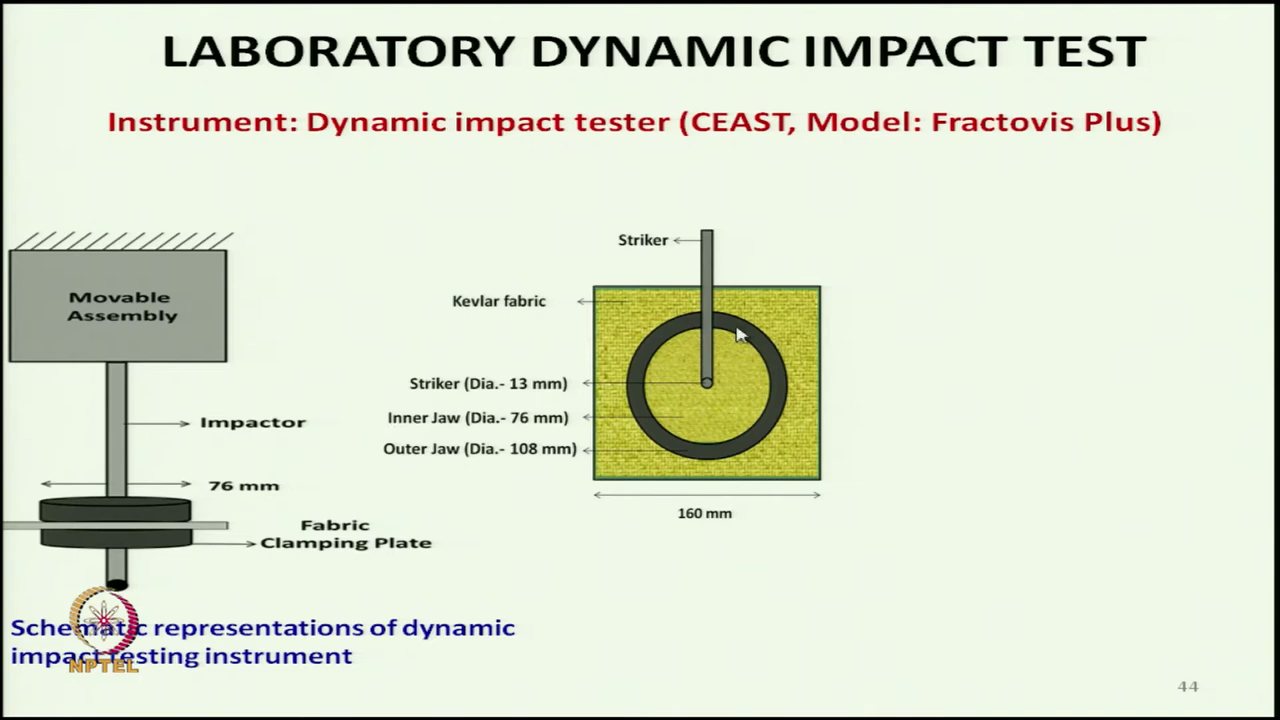 LABORATORY DYNAMIC IMPACT TEST
Instrument: Dynamic impact tester (CEAST, Model: Fractovis Plus)
Movable
Assembly
Impactor
76 mm
Fabric
Clamping Plate
Striker
Kevlar fabric
Striker (Dia.- 13 mm)
Inner Jaw (Dia.- 76 mm)
Outer Jaw (Dia.- 108 mm)
160 mm
Schematic representations of dynamic
impact testing instrument
NPTEL
44